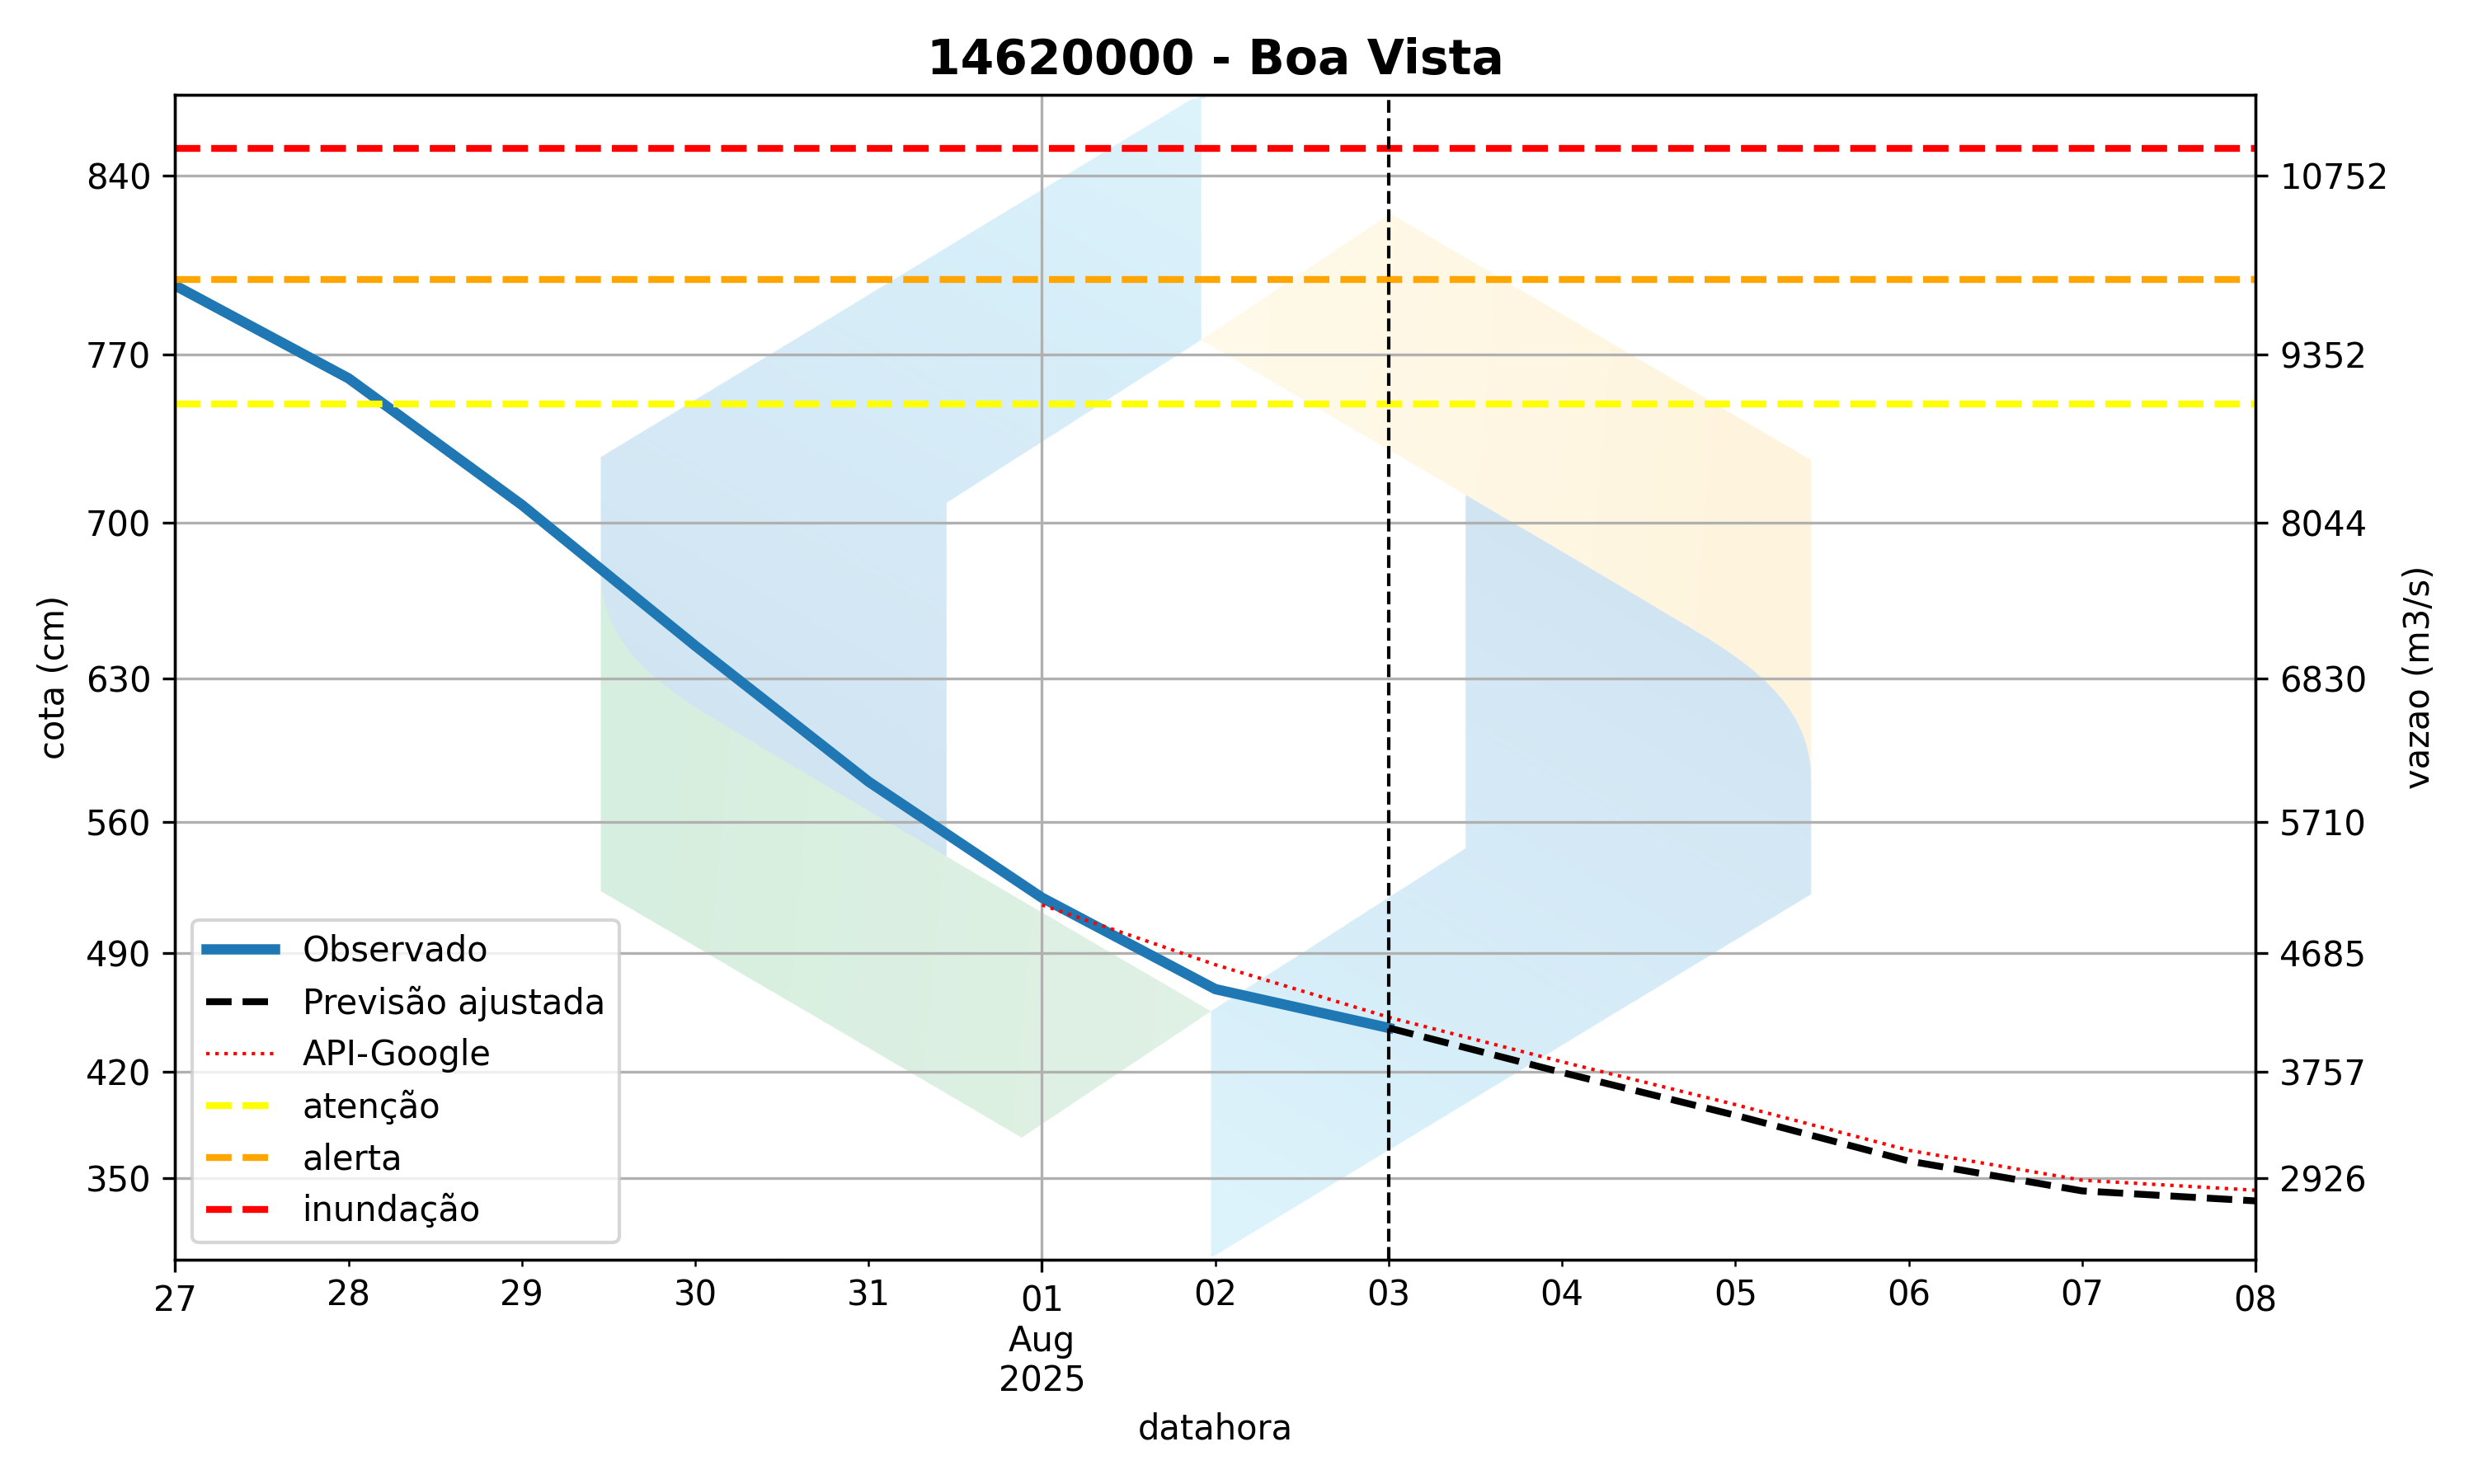 14620000 - Boa Vista
840
770
700
630
560
490
420
350
cota (cm)
10752
9352
8044
6830
5710
4685
3757
2926
vazao (m3/s)
Observado
Previsão ajustada
API-Google
atenção
alerta
inundação
27 28 29 30 31 01 02 03 04 05 06 07 08
Aug
2025
datahora